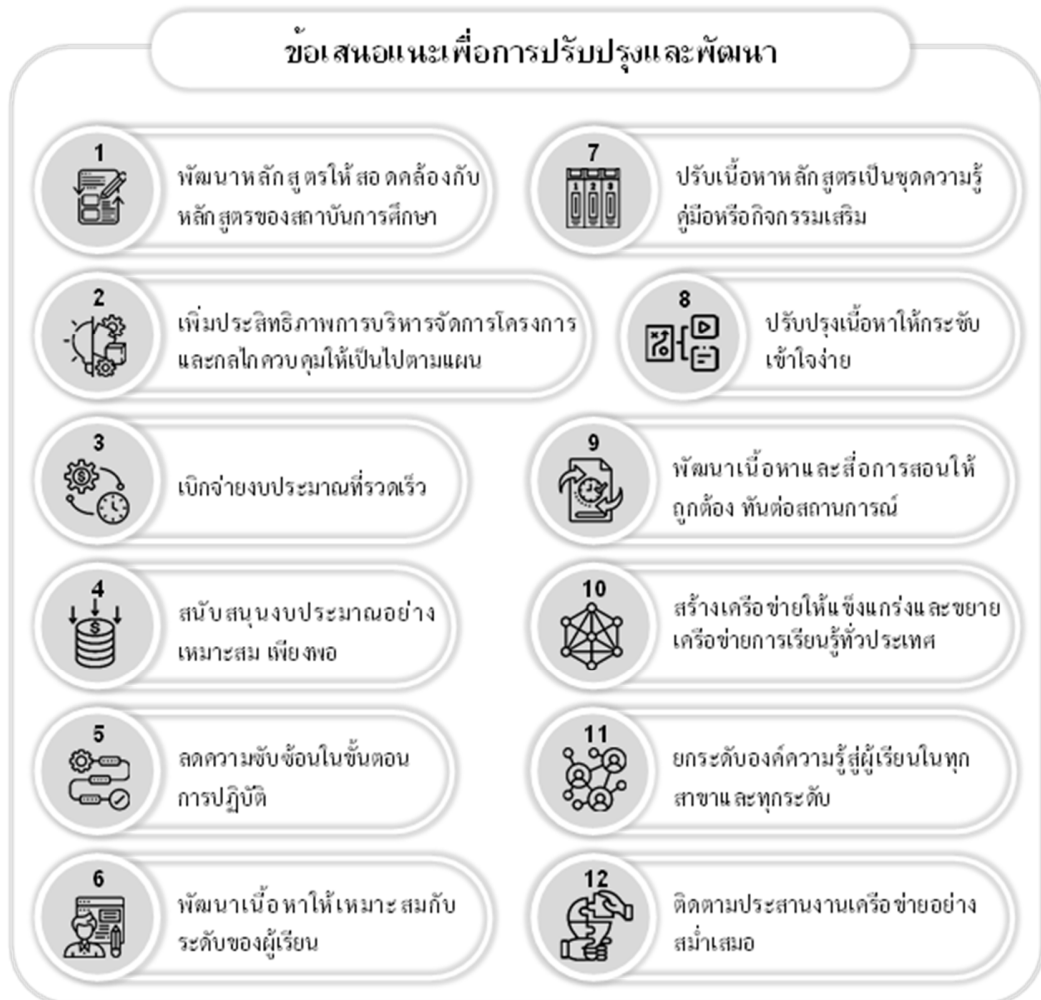 ข้อเสนอแนะเพื่อการปรับปรุงและพัฒนา
1
พัฒนาหลักสูตรให้สอดคล้องกับ
หลักสูตรของสถาบันการศึกษา
2
เพิ่มประสิทธิภาพการบริหารจัดการโครงการ
และกลไกควบคุมให้เป็นไปตามแผน
3
เบิกจ่ายงบประมาณที่รวดเร็ว
4
สนับสนุนงบประมาณอย่าง
เหมาะสม เพียงพอ
5
ลดความซับซ้อนในขั้นตอน
การปฏิบัติ
6
พัฒนาเนื้อหาให้เหมาะสมกับ
ระดับของผู้เรียน
7
1 2 3
ปรับเนื้อหาหลักสูตรเป็นชุดความรู้
คู่มือหรือกิจกรรมเสริม
8
ปรับปรุงเนื้อหาให้กระชับ
เข้าใจง่าย
9
พัฒนาเนื้อหาและสื่อการสอนให้
ถูกต้อง ทันต่อสถานการณ์
10
สร้างเครือข่ายให้แข็งแกร่งและขยาย
เครือข่ายการเรียนรู้ทั่วประเทศ
11
ยกระดับองค์ความรู้สู่ผู้เรียนในทุก
สาขาและทุกระดับ
12
ติดตามประสานงานเครือข่ายอย่าง
สม่ำเสมอ